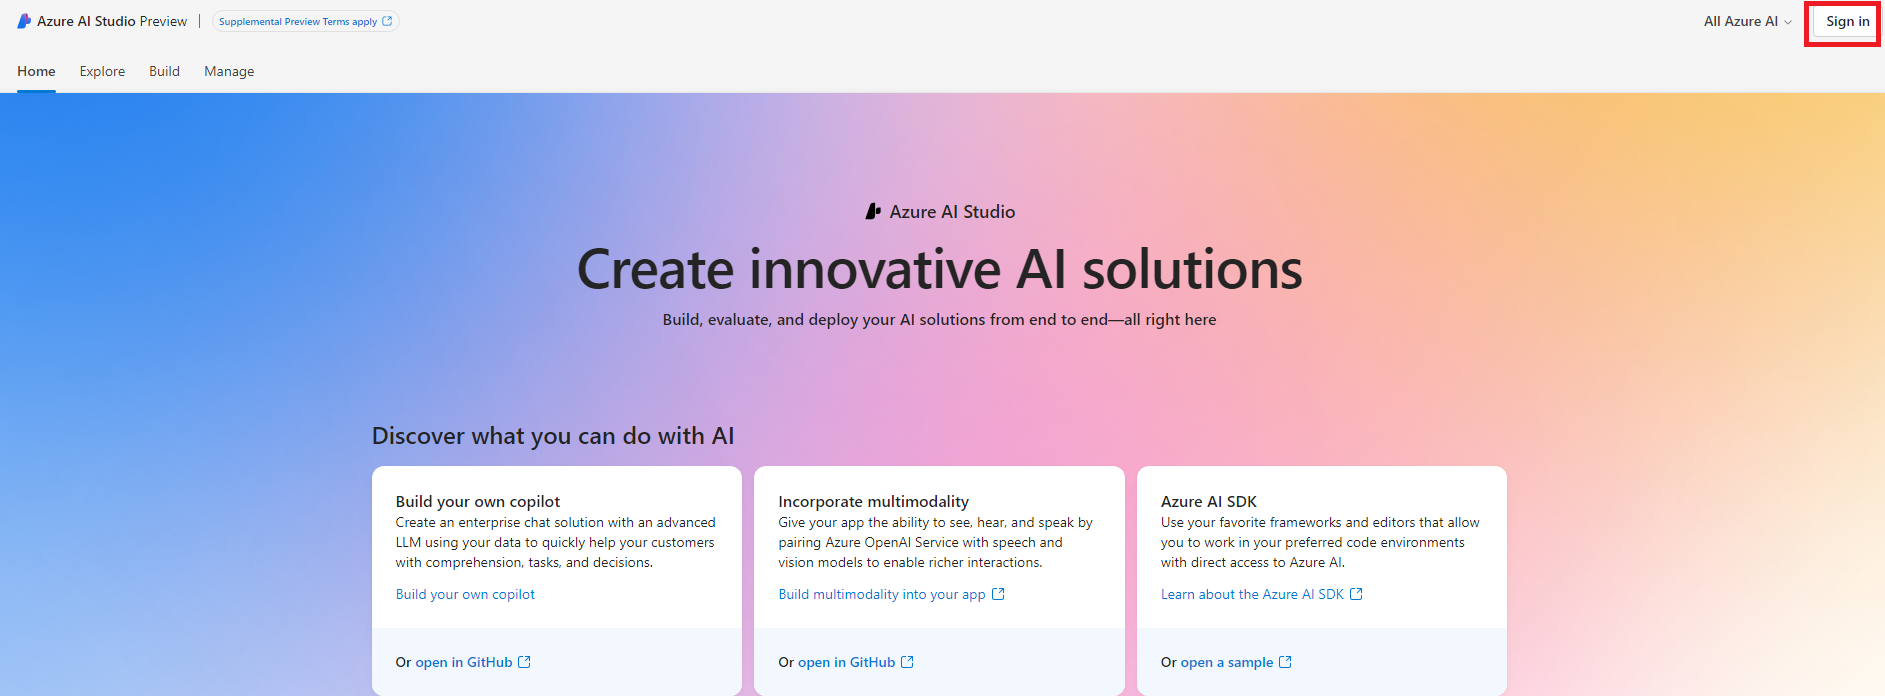 Azure AI Studio Preview | Supplemental Preview Terms apply
All Azure AI
Sign in
Home Explore Build Manage
Azure AI Studio
Create innovative AI solutions
Build, evaluate, and deploy your AI solutions from end to end—all right here
Discover what you can do with AI
Build your own copilot
Create an enterprise chat solution with an advanced
LLM using your data to quickly help your customers
with comprehension, tasks, and decisions.
Build your own copilot
Or open in GitHub
Incorporate multimodality
Give your app the ability to see, hear, and speak by
pairing Azure OpenAI Service with speech and
vision models to enable richer interactions.
Build multimodality into your app
Or open in GitHub
Azure AI SDK
Use your favorite frameworks and editors that allow
you to work in your preferred code environments
with direct access to Azure AI.
Learn about the Azure AI SDK
Or open a sample